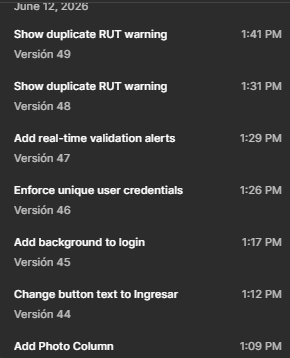 June 12, 2026
Show duplicate RUT warning 1:41 PM
Versión 49
Show duplicate RUT warning 1:31 PM
Versión 48
Add real-time validation alerts 1:29 PM
Versión 47
Enforce unique user credentials 1:26 PM
Versión 46
Add background to login 1:17 PM
Versión 45
Change button text to Ingresar 1:12 PM
Versión 44
Add Photo Column 1:09 PM